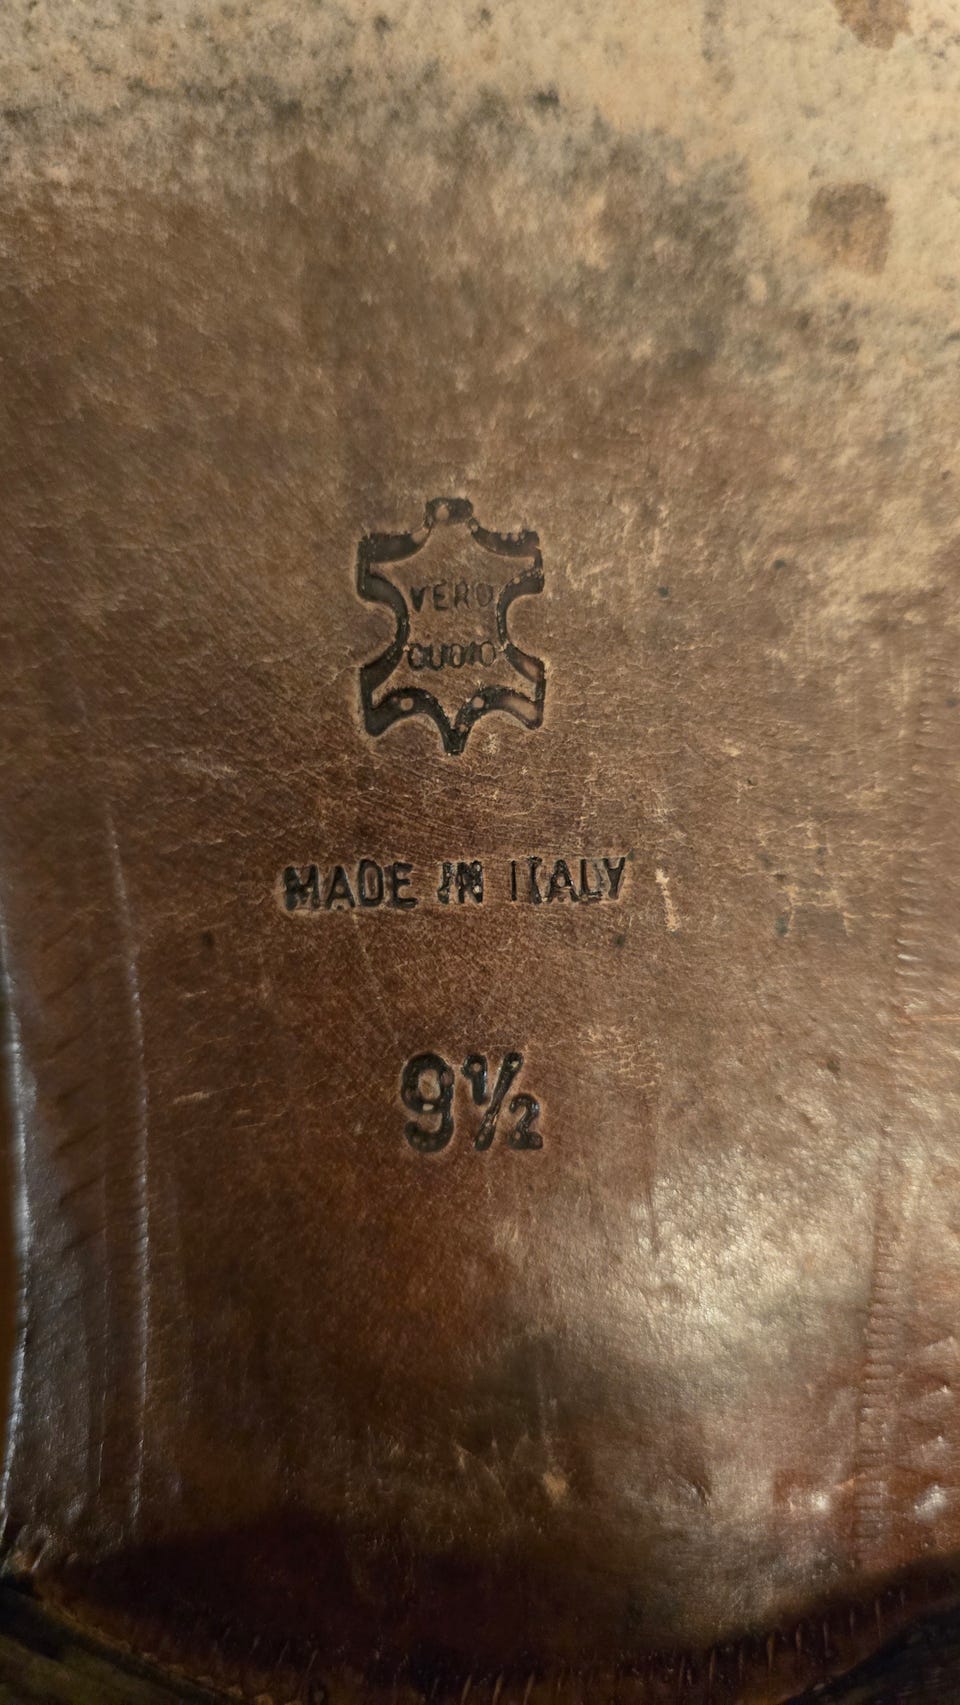 VERO
CUOIO
MADE IN ITALY
9½